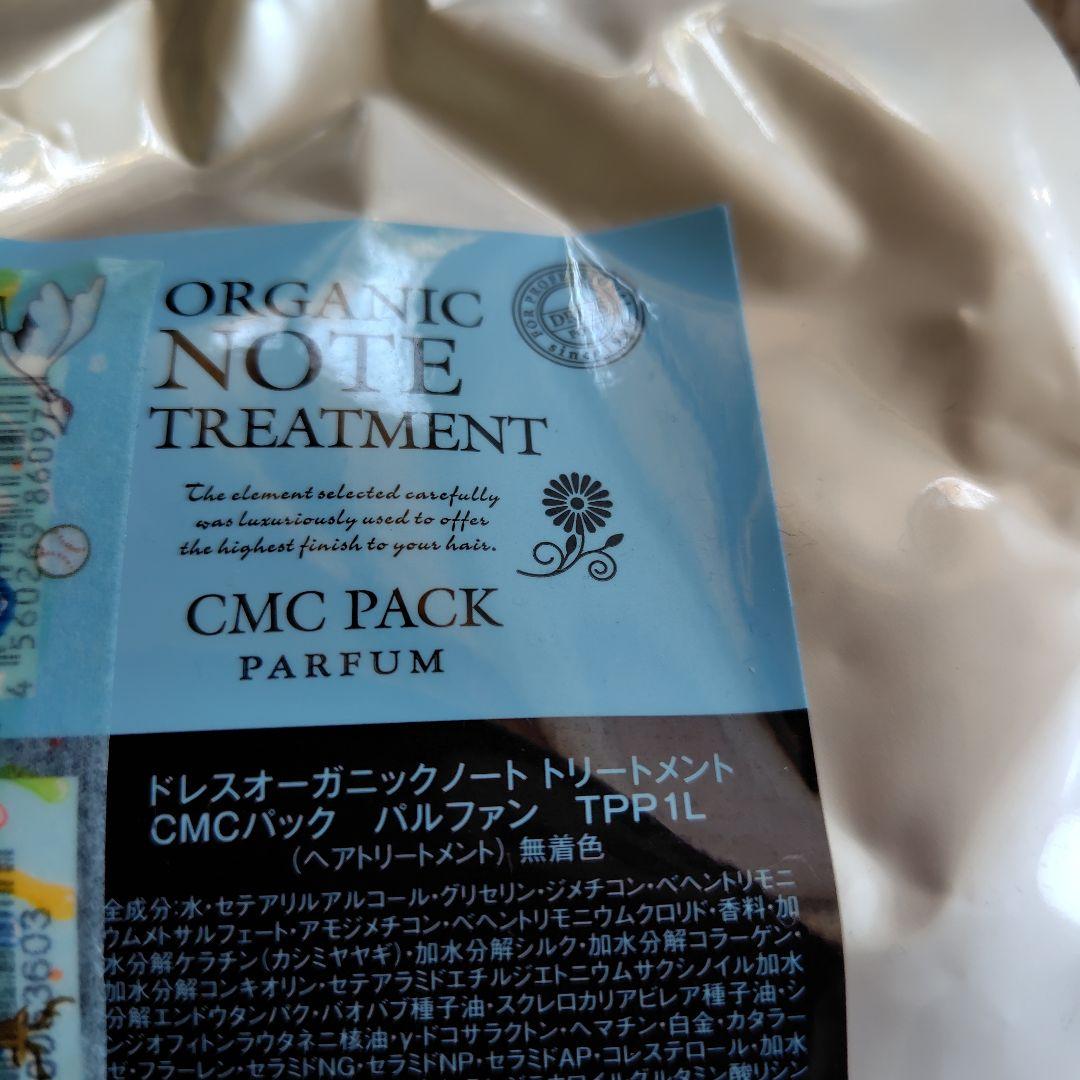 ORGANIC
NOTE
TREATMENT
The element selected carefully
was luxuriously used to offer
the highest finish to your hair.
CMC PACK
PARFUM
ドレスオーガニックノート トリートメント
CMCパック パルファン TPP1L
(ヘアトリートメント) 無着色
全成分:水・セテアリルアルコール・グリセリン・ジメチコン・ベヘントリモニ
ウムメトサルフェート・アモジメチコン・ベヘントリモニウムクロリド・香料・加
水分解ケラチン(カシミヤヤギ)・加水分解シルク・加水分解コラーゲン・
加水分解コンキオリン・セテアラミドエチルジエトニウムサクシノイル加水
分解エンドウタンパク・バオバブ種子油・スクレロカリアビレア種子油・シ
ンジオフィトンラウタネニ核油・γ-ドコサラクトン・ヘマチン・白金・カタラー
ゼ・フラーレン・セラミドNG・セラミドNP・セラミドAP・コレステロール・加水
FOR
since
4 560269 86097
3603